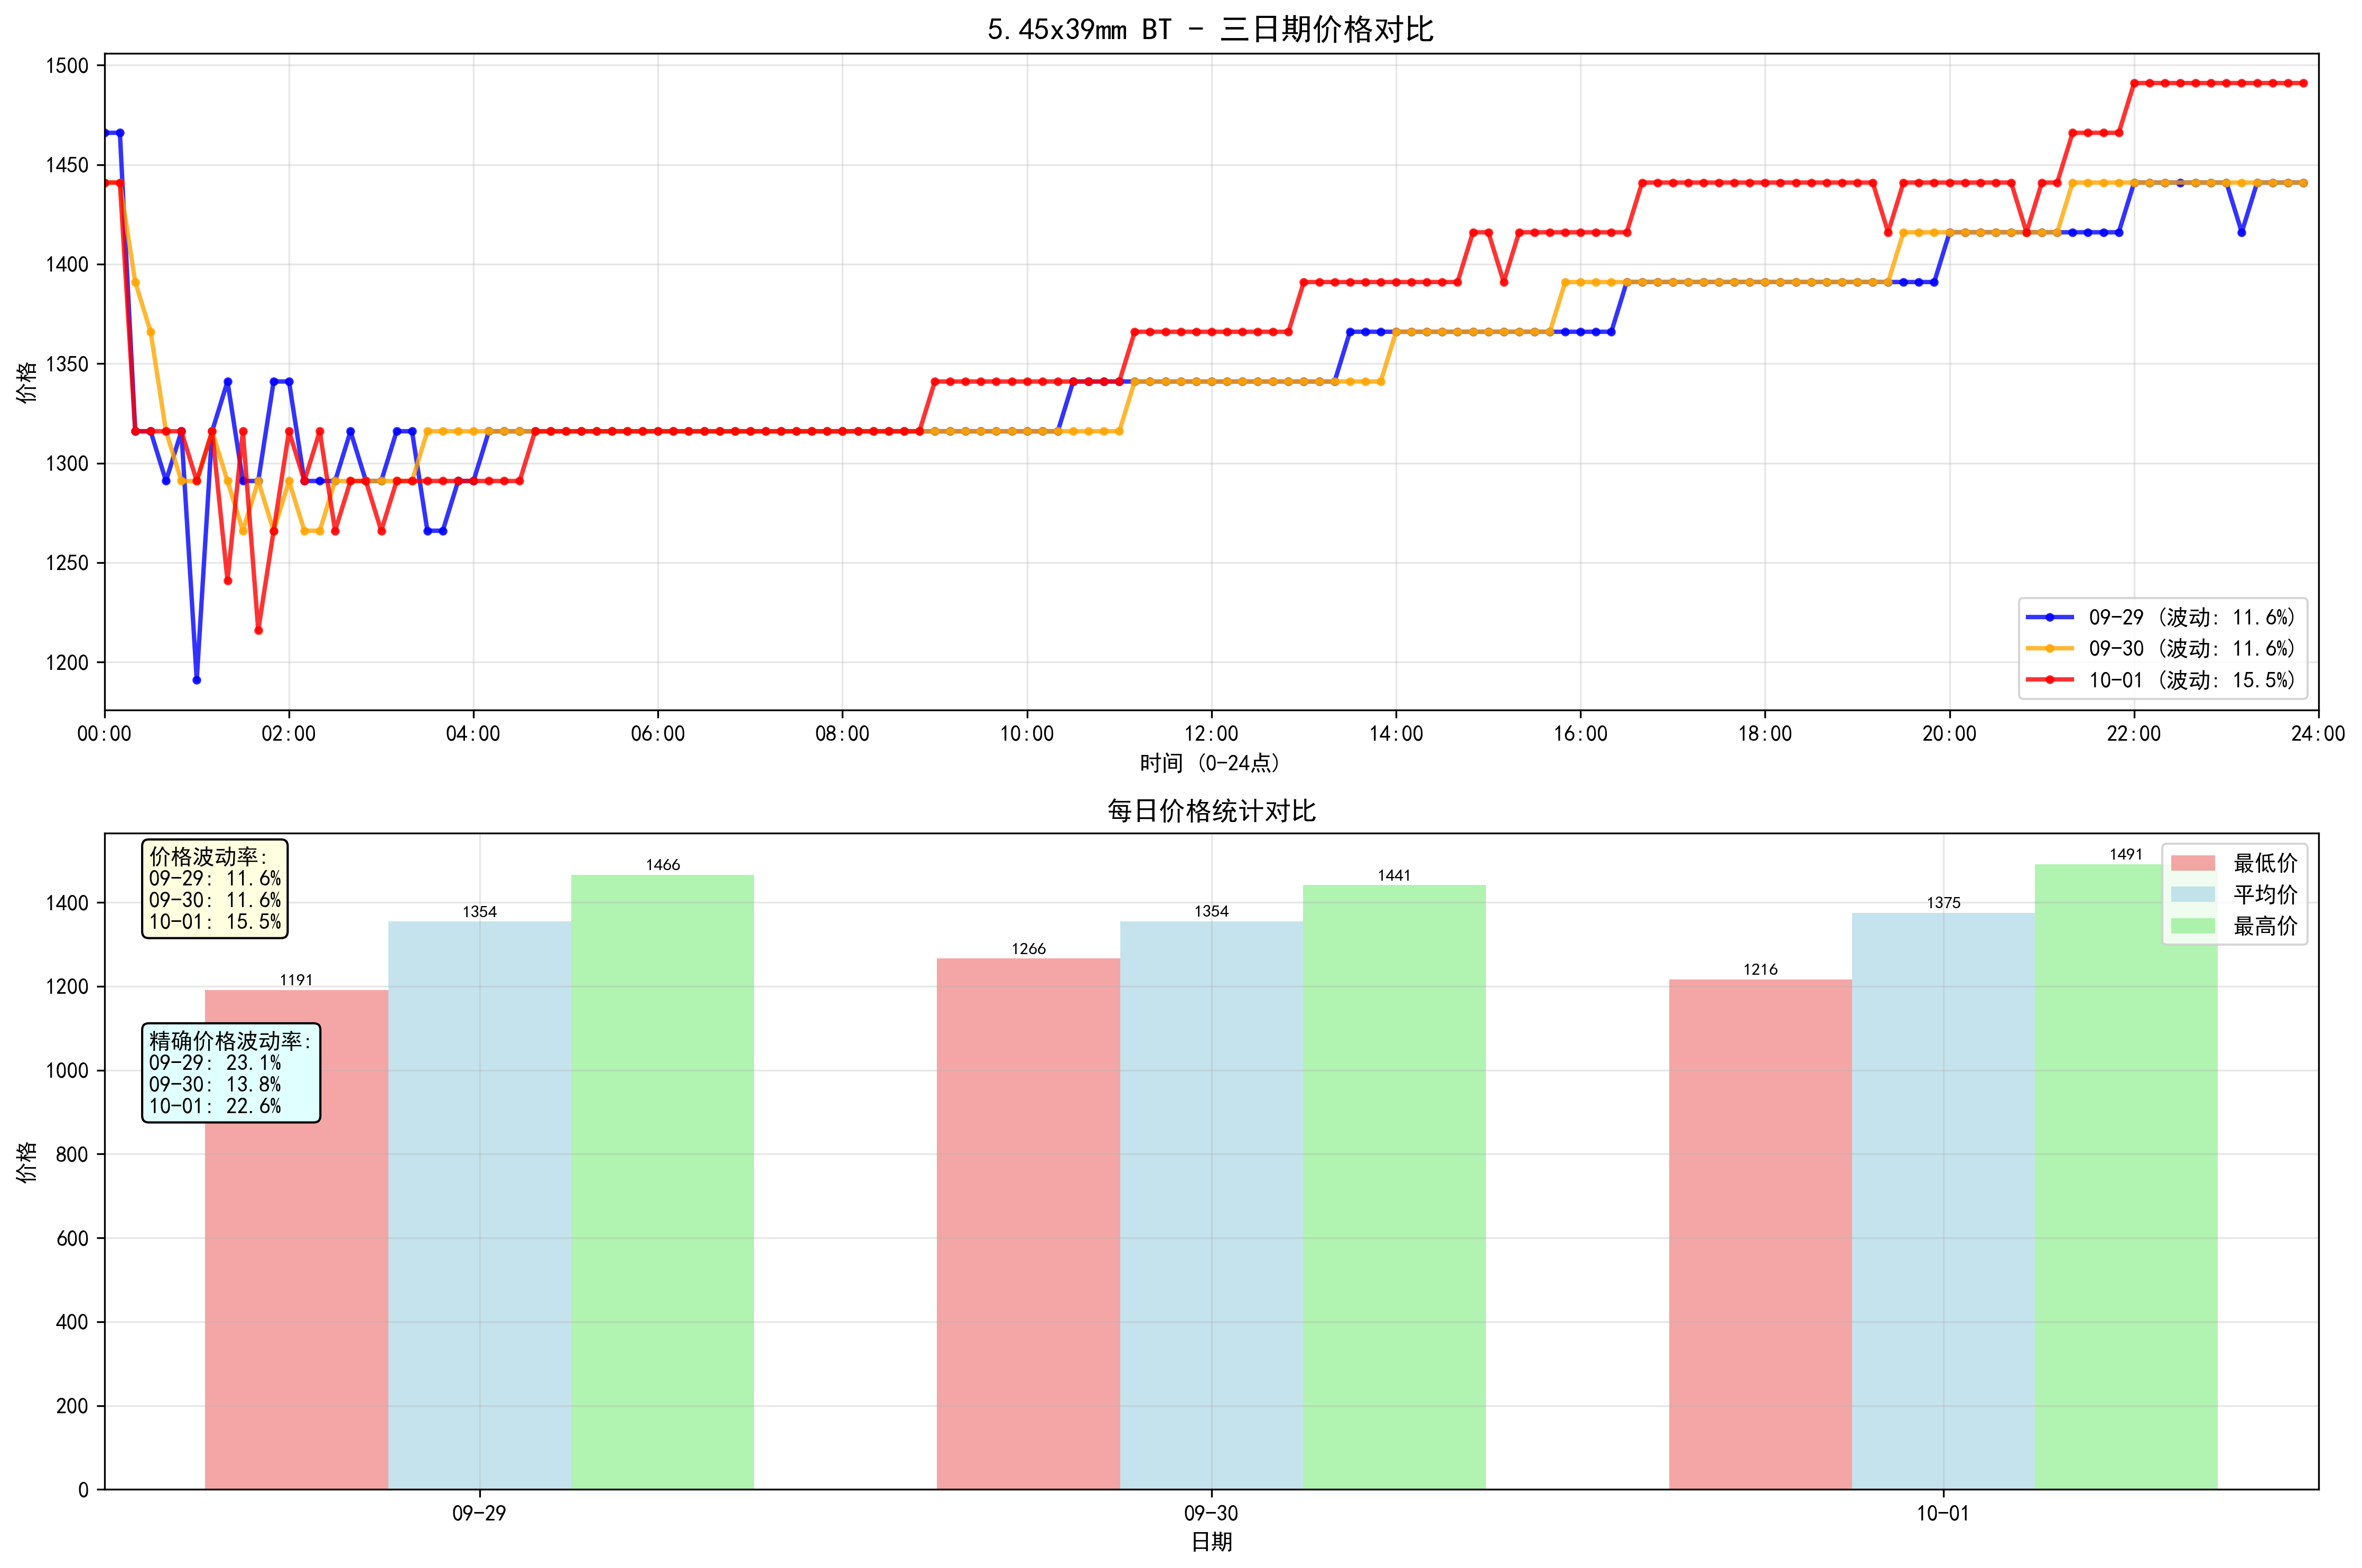 5.45x39mm BT - 三日期价格对比
价格
1500
1450
1400
1350
1300
1250
1200
09-29 (波动: 11.6%)
09-30 (波动: 11.6%)
10-01 (波动: 15.5%)
00:00 02:00 04:00 06:00 08:00 10:00 12:00 14:00 16:00 18:00 20:00 22:00 24:00
时间 (0-24点)
每日价格统计对比
价格
1400
1200
1000
800
600
400
200
0
价格波动率:
09-29: 11.6%
09-30: 11.6%
10-01: 15.5%
精确价格波动率:
09-29: 23.1%
09-30: 13.8%
10-01: 22.6%
1191 1354 1466
1266 1354 1441
1216 1375 1491
最低价
平均价
最高价
09-29 09-30 10-01
日期